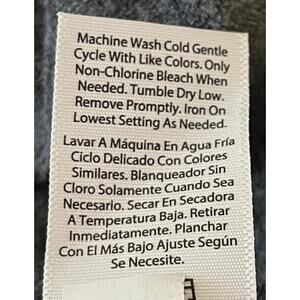 Machine Wash Cold Gentle
Cycle With Like Colors. Only
Non-Chlorine Bleach When
Needed. Tumble Dry Low.
Remove Promptly. Iron On
Lowest Setting As Needed.
Lavar A Máquina En Agua Fría
Ciclo Delicado Con Colores
Similares. Blanqueador Sin
Cloro Solamente Cuando Sea
Necesario. Secar En Secadora
A Temperatura Baja. Retirar
Inmediatamente. Planchar
Con El Más Bajo Ajuste Según
Se Necesite.